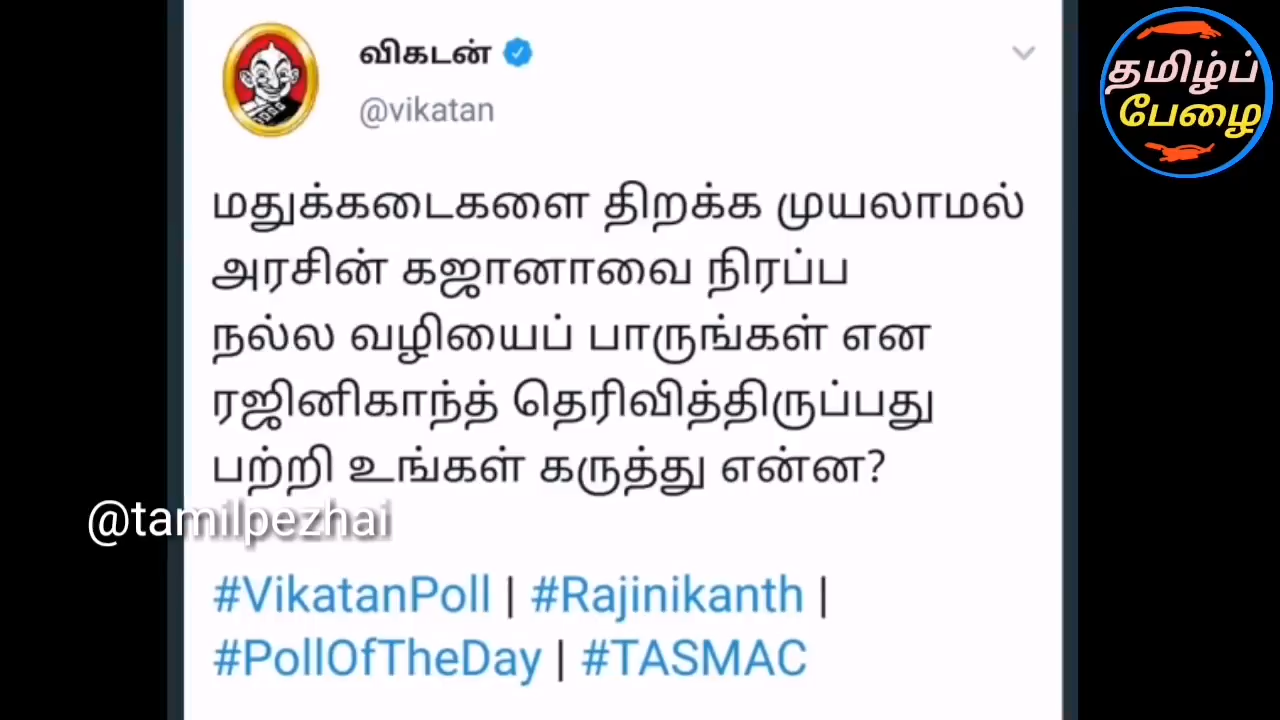 விகடன்
@vikatan
தமிழ்ப்
பேழை
மதுக்கடைகளை திறக்க முயலாமல்
அரசின் கஜானாவை நிரப்ப
நல்ல வழியைப் பாருங்கள் என
ரஜினிகாந்த் தெரிவித்திருப்பது
பற்றி உங்கள் கருத்து என்ன?
@tamilpezhai
#VikatanPoll | #Rajinikanth |
#PollOfTheDay | #TASMAC